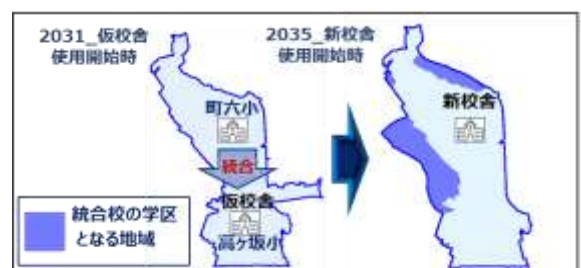 2031_仮校舎
使用開始時
町六小
統合
仮校舎
高ケ坂小
統合校の学区
となる地域
2035_新校舎
使用開始時
新校舎